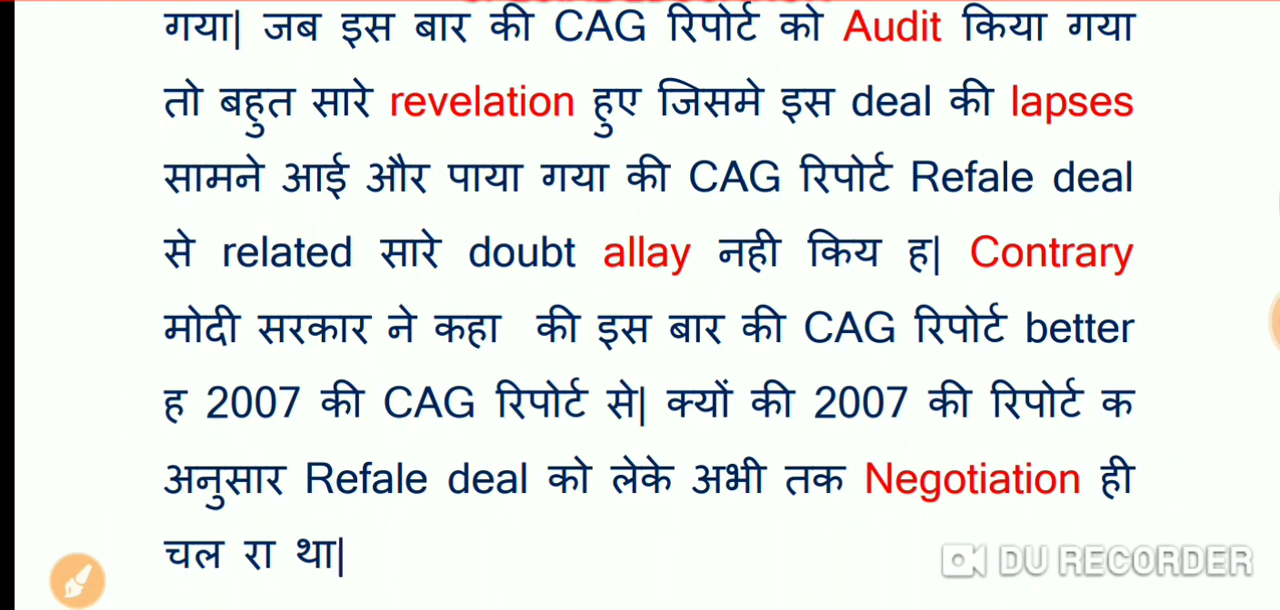 गया| जब इस बार की CAG रिपोर्ट को Audit किया गया
तो बहुत सारे revelation हुए जिसमे इस deal की lapses
सामने आई और पाया गया की CAG रिपोर्ट Refale deal
से related सारे doubt allay नही किय ह| Contrary
मोदी सरकार ने कहा की इस बार की CAG रिपोर्ट better
ह 2007 की CAG रिपोर्ट से| क्यों की 2007 की रिपोर्ट क
अनुसार Refale deal को लेके अभी तक Negotiation ही
चल रा था|
DU RECORDER